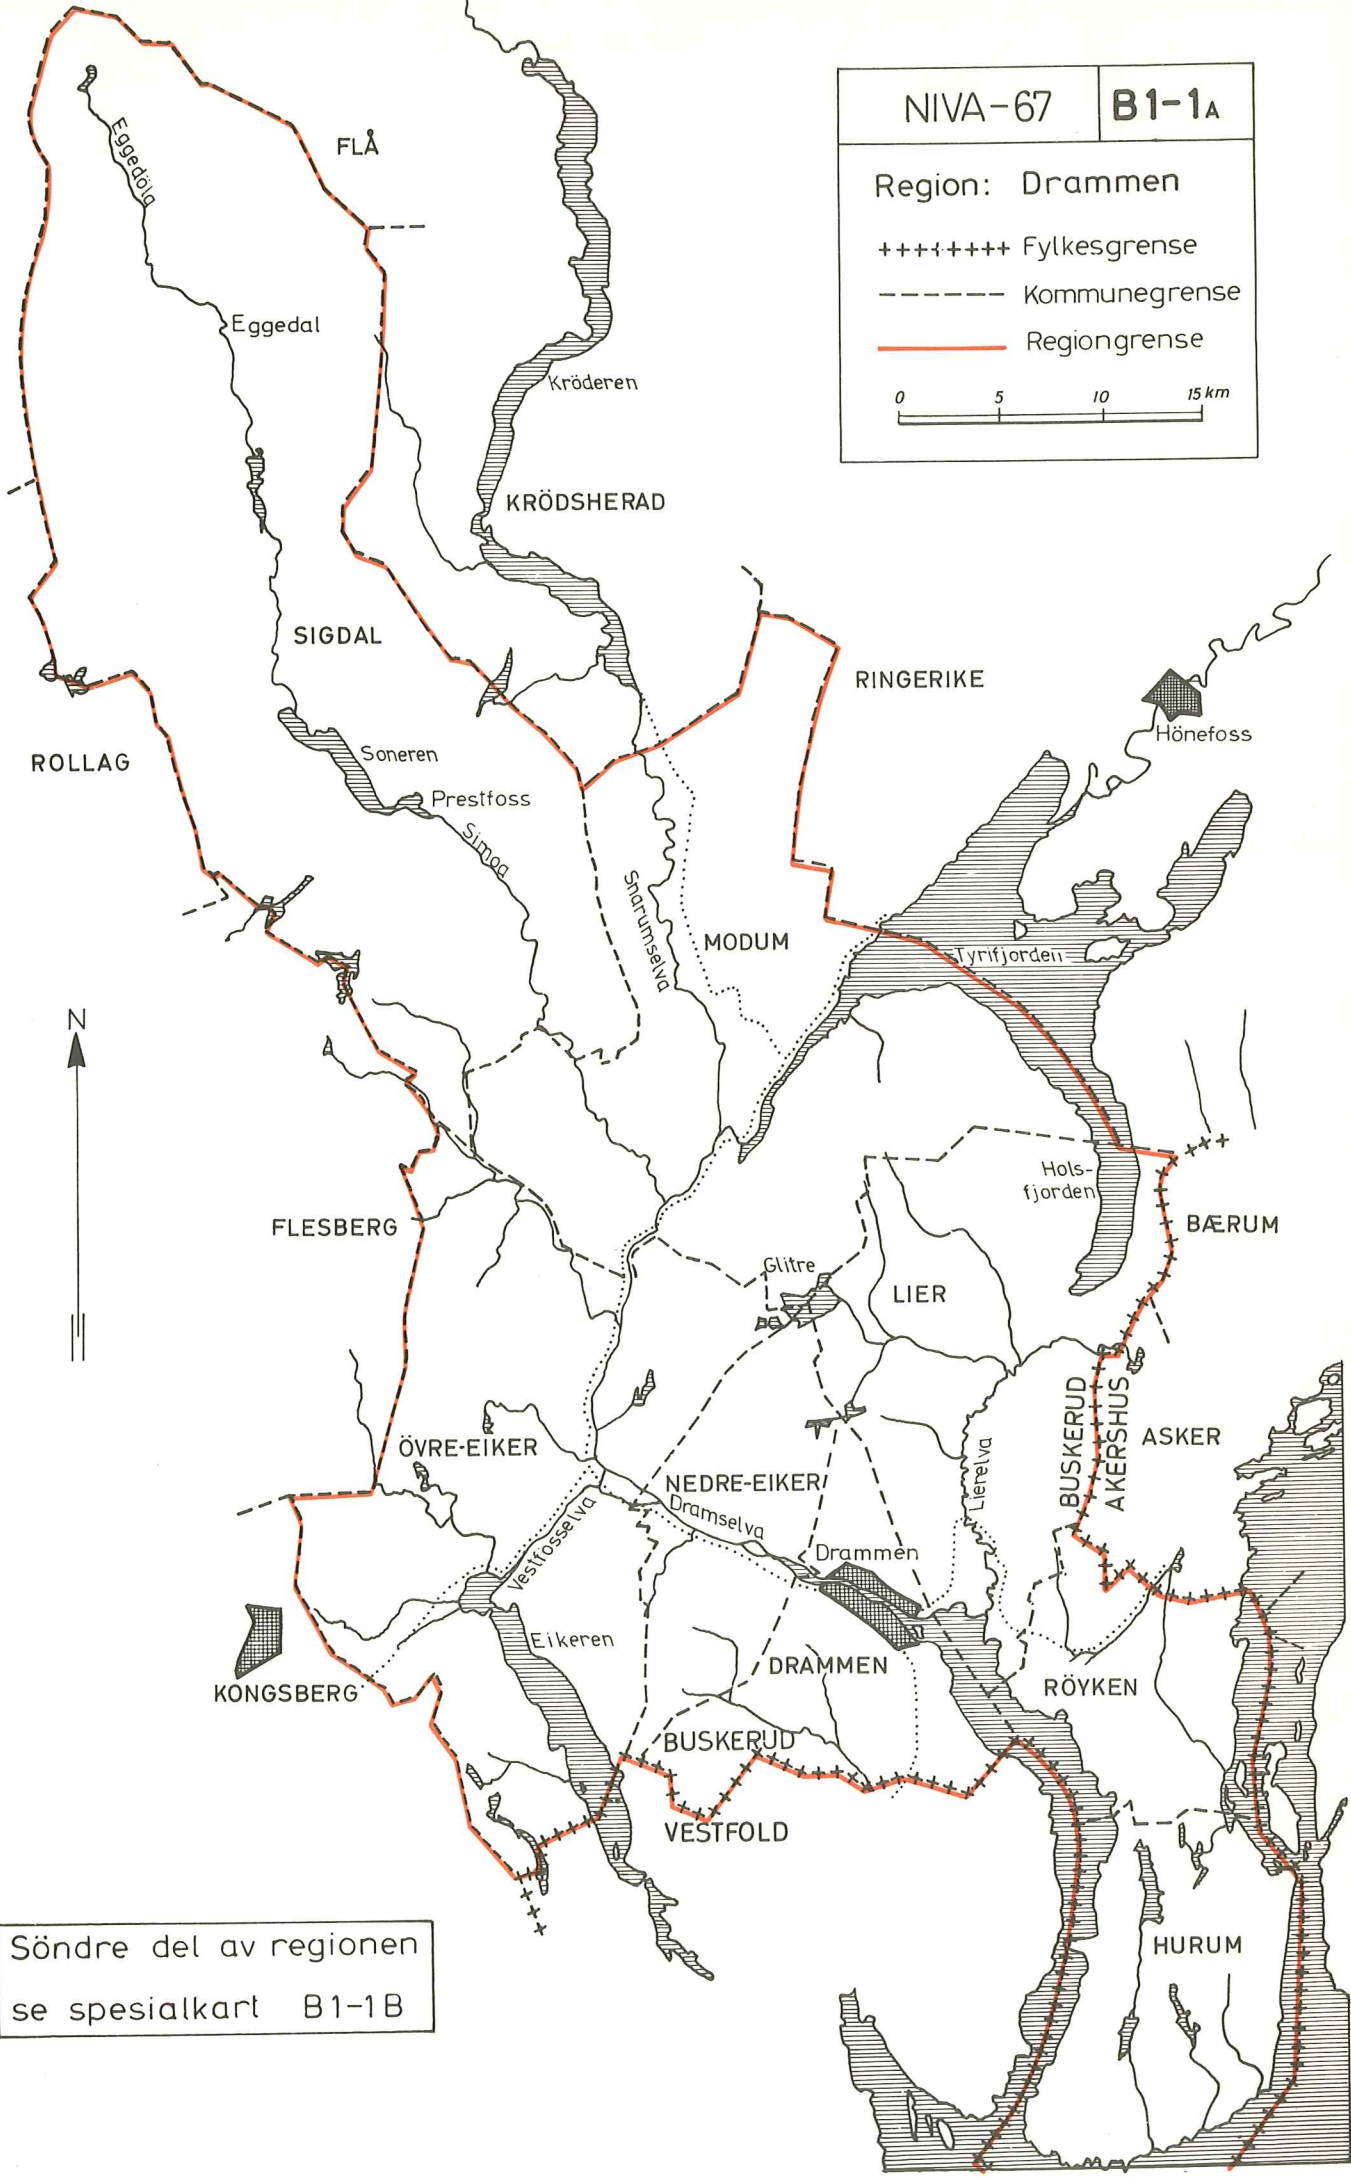 NIVA-67 B1-1A
Region: Drammen
Fylkesgrense
Kommunegrense
Regiongrense
0 5 10 15 km
FLÅ
Eggedöla
Eggedal
Kröderen
KRÖDSHERAD
SIGDAL
RINGERIKE
Hönefoss
ROLLAG
Soneren
Prestfoss
Simoa
Snarumselva
MODUM
Tyrifjorden
N
Hols-
fjorden
FLESBERG
BÆRUM
Glitre
LIER
BUSKERUD
AKERSHUS
ASKER
ÖVRE-EIKER
NEDRE-EIKER
Lierelva
Dramselva
Vestfosselva
Drammen
Eikeren
DRAMMEN
KONGSBERG
RÖYKEN
BUSKERUD
VESTFOLD
HURUM
Söndre del av regionen
se spesialkart B1-1B